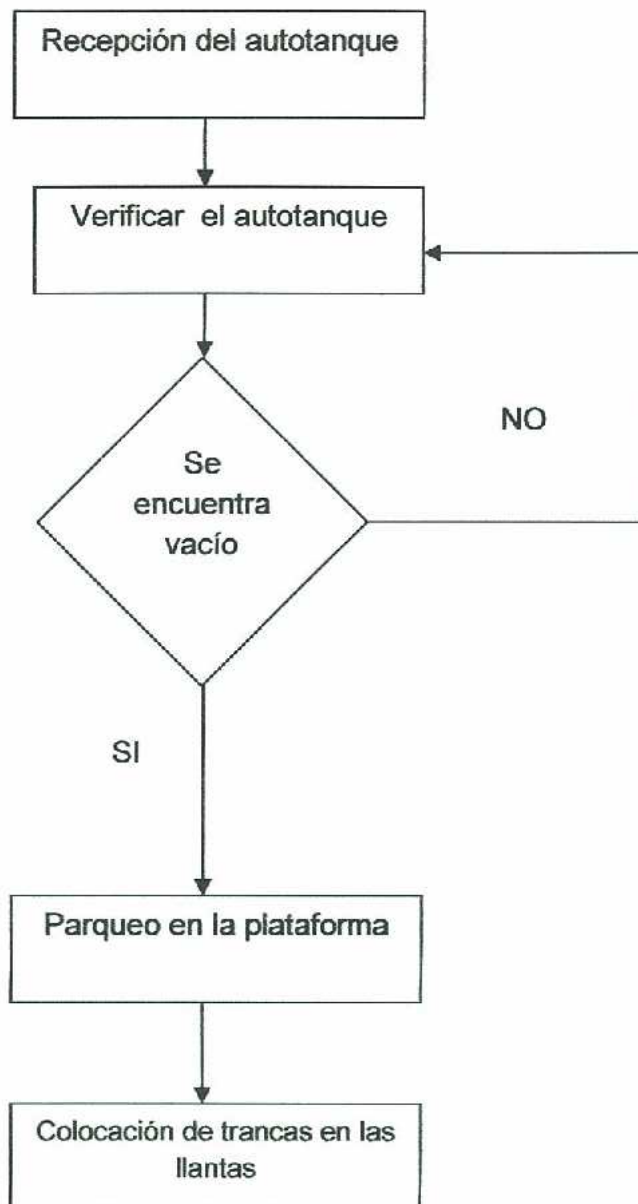 Recepción del autotanque
Verificar el autotanque
NO
Se
encuentra
vacío
SI
Parqueo en la plataforma
Colocación de trancas en las
llantas